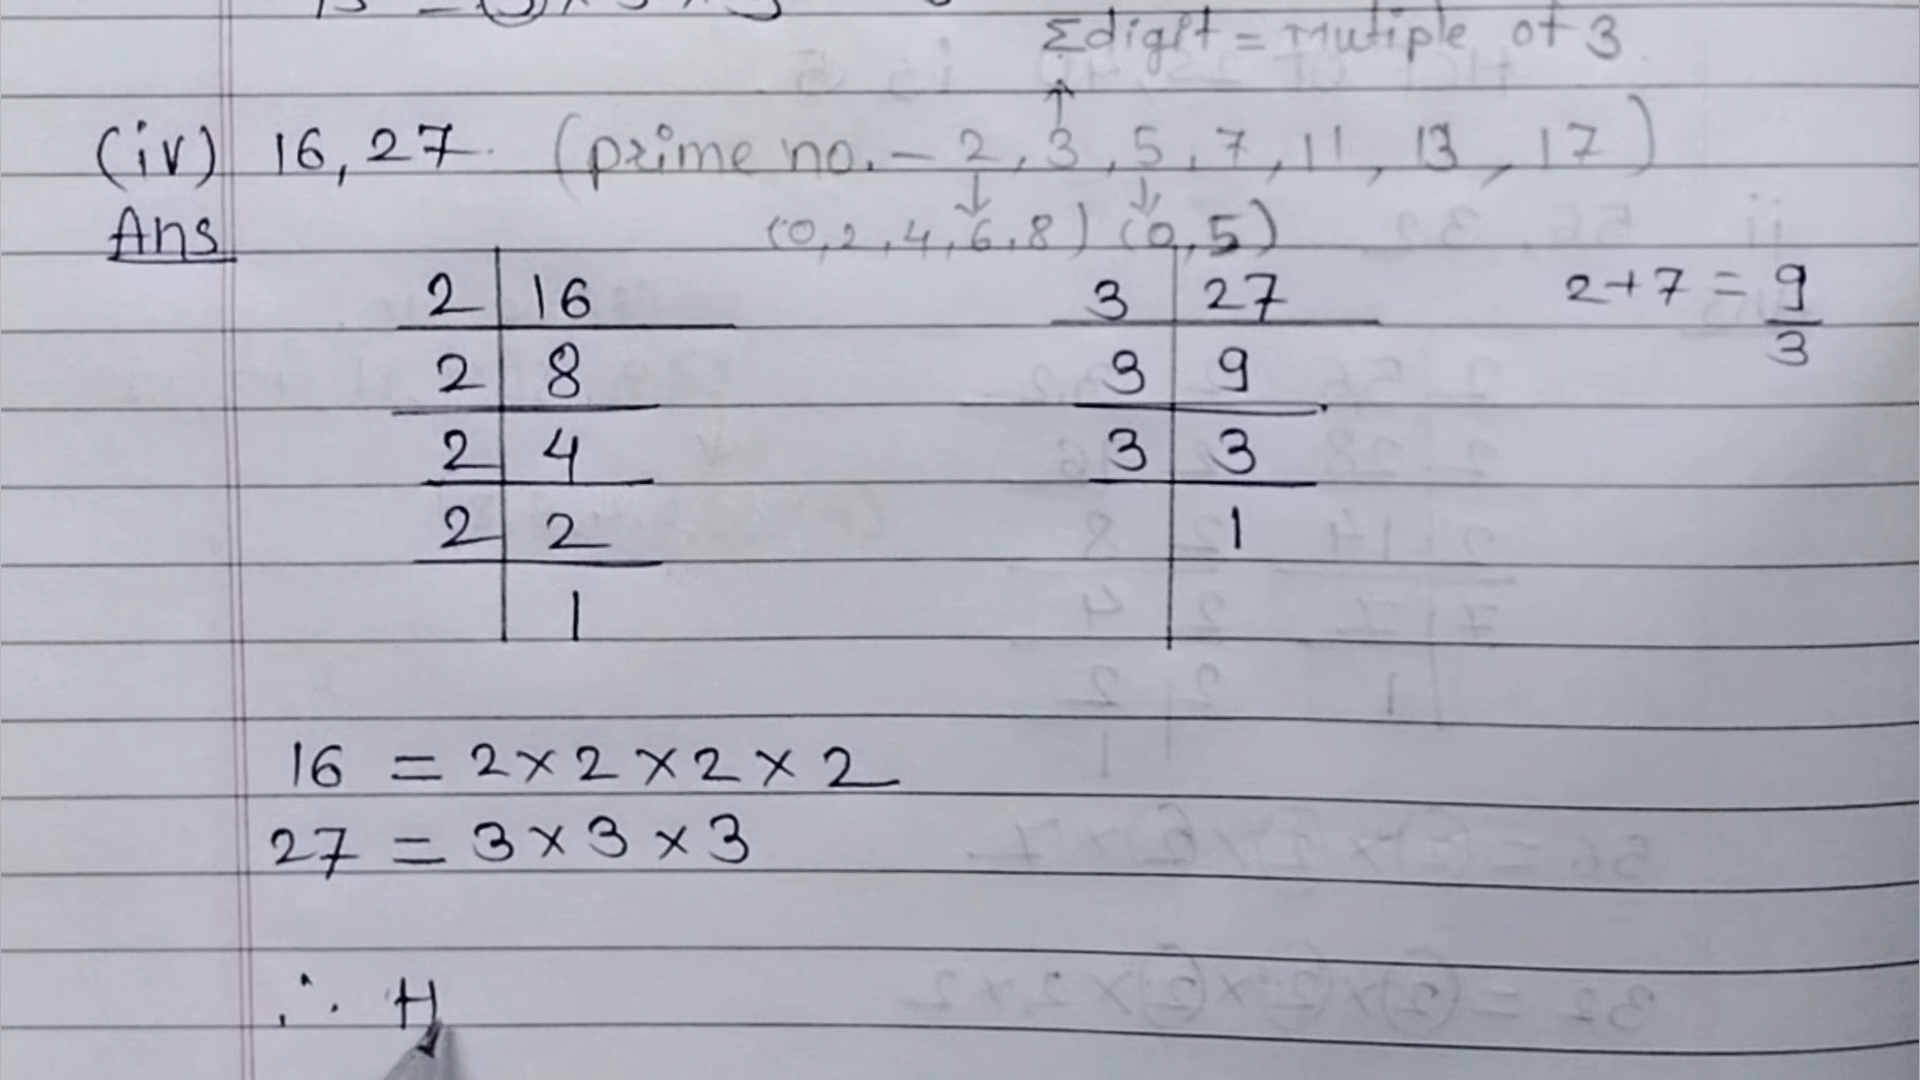 Σdigit = mutiple of 3
(iv) 16, 27. (prime no. - 2, 3, 5, 7, 11, 13, 17)
Ans (0,2,4,6,8) (0,5)
2 | 16 3 | 27 2+7 = 9/3
2 | 8 3 | 9
2 | 4 3 | 3
2 | 2 1
1
16 = 2×2×2×2
27 = 3×3×3
∴ H